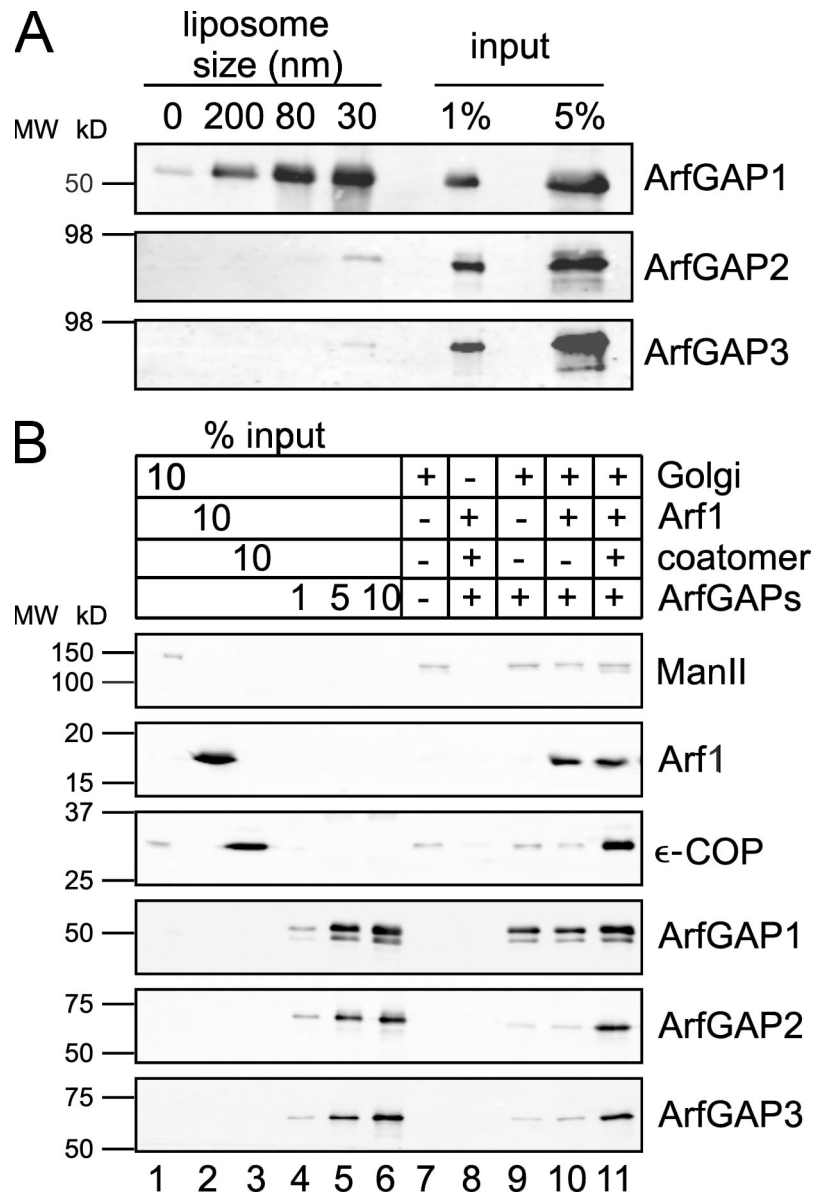 A
liposome
size (nm)
input
MW kD
0 200 80 30 1% 5%
50 ArfGAP1
98
ArfGAP2
98
ArfGAP3
B
% input
10 + - + + + Golgi
10 - + - + + Arf1
10 - + - - + coatomer
1 5 10 - + + + + ArfGAPs
MW kD
150
100
ManII
20
15
Arf1
37
25
ϵ-COP
50 ArfGAP1
75
50
ArfGAP2
75
50
ArfGAP3
1 2 3 4 5 6 7 8 9 10 11